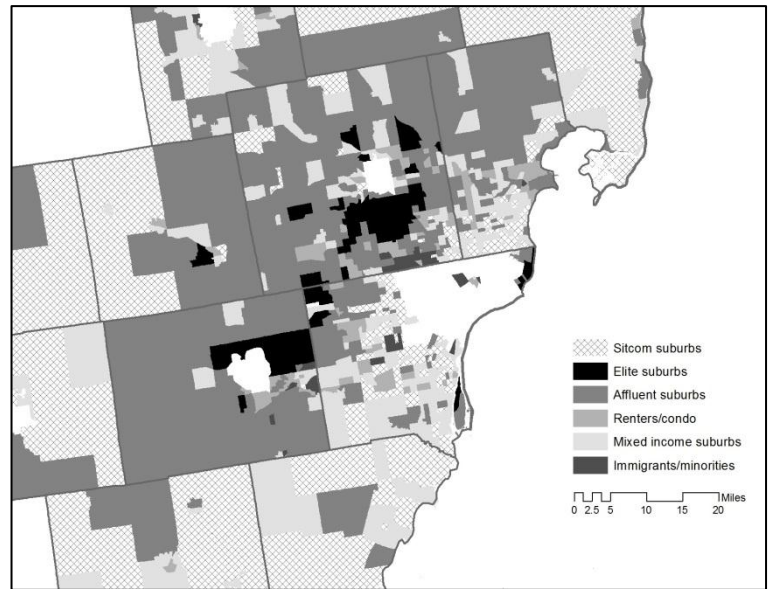 Sitcom suburbs
Elite suburbs
Affluent suburbs
Renters/condo
Mixed income suburbs
Immigrants/minorities
Miles
0 2.5 5 10 15 20